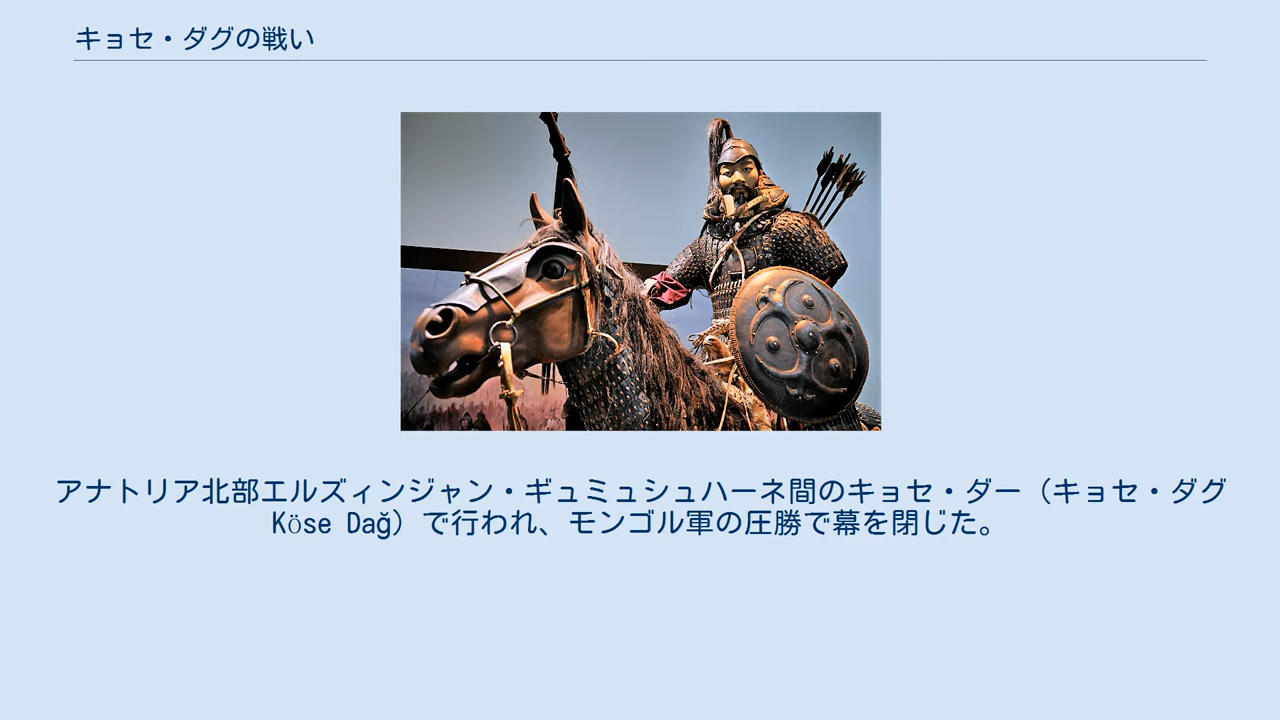 キョセ・ダグの戦い
アナトリア北部エルズィンジャン・ギュミュシュハーネ間のキョセ・ダー（キョセ・ダグ
Köse Dağ）で行われ、モンゴル軍の圧勝で幕を閉じた。